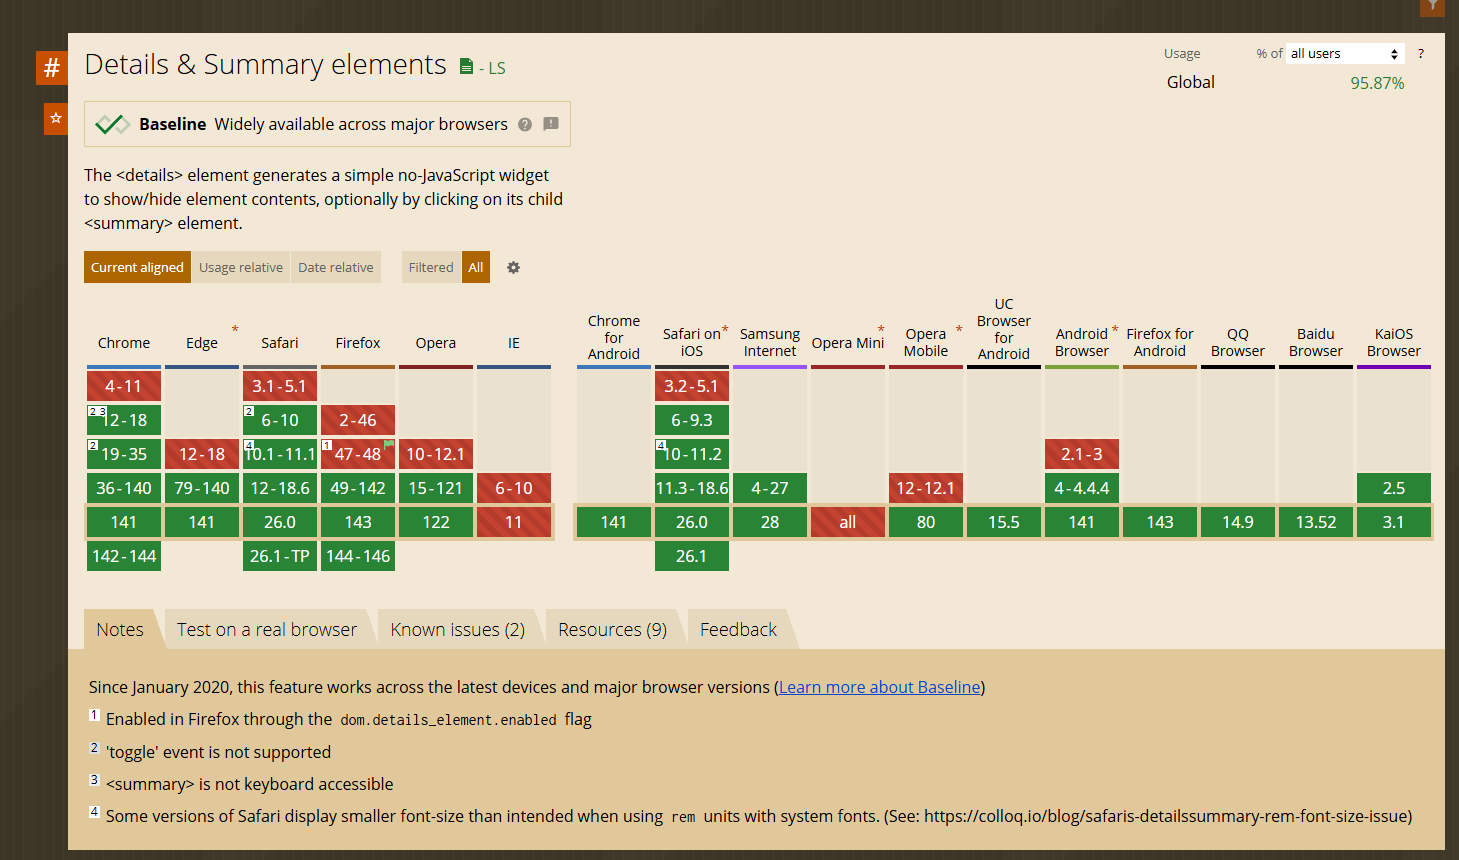 #
Details & Summary elements - LS
Usage % of all users ?
Global 95.87%
Baseline Widely available across major browsers ?
The <details> element generates a simple no-JavaScript widget
to show/hide element contents, optionally by clicking on its child
<summary> element.
Current aligned Usage relative Date relative Filtered All
Chrome Edge * Safari Firefox Opera IE
Chrome for Android Safari on iOS * Samsung Internet Opera Mini * Opera Mobile * UC Browser for Android Android Browser * Firefox for Android QQ Browser Baidu Browser KaiOS Browser
4-11 3.1-5.1 3.2-5.1
2 3 12-18 2 6-10 2-46 6-9.3
2 19-35 12-18 4 10.1-11.1 1 47-48 10-12.1 4 10-11.2 2.1-3
36-140 79-140 12-18.6 49-142 15-121 6-10 11.3-18.6 4-27 12-12.1 4-4.4.4 2.5
141 141 26.0 143 122 11 141 26.0 28 all 80 15.5 141 143 14.9 13.52 3.1
142-144 26.1-TP 144-146 26.1
Notes Test on a real browser Known issues (2) Resources (9) Feedback
Since January 2020, this feature works across the latest devices and major browser versions (Learn more about Baseline)
1 Enabled in Firefox through the dom.details_element.enabled flag
2 'toggle' event is not supported
3 <summary> is not keyboard accessible
4 Some versions of Safari display smaller font-size than intended when using rem units with system fonts. (See: https://colloq.io/blog/safaris-detailssummary-rem-font-size-issue)